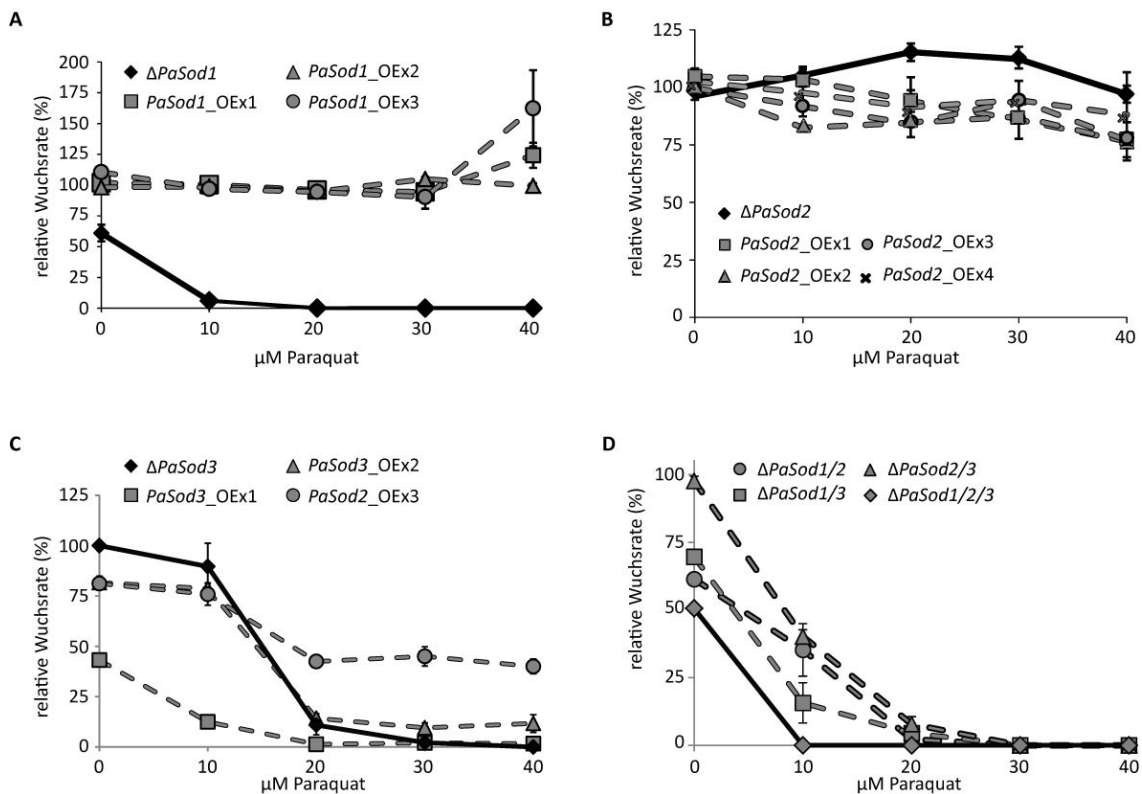 A
ΔPaSod1
PaSod1_OEx2
PaSod1_OEx1
PaSod1_OEx3
relative Wuchsrate (%)
200
175
150
125
100
75
50
25
0
0 10 20 30 40
µM Paraquat
B
relative Wuchsreate (%)
125
100
75
50
25
0
ΔPaSod2
PaSod2_OEx1
PaSod2_OEx3
PaSod2_OEx2
PaSod2_OEx4
0 10 20 30 40
µM Paraquat
C
ΔPaSod3
PaSod3_OEx2
PaSod3_OEx1
PaSod2_OEx3
relative Wuchsrate (%)
125
100
75
50
25
0
0 10 20 30 40
µM Paraquat
D
ΔPaSod1/2
ΔPaSod2/3
ΔPaSod1/3
ΔPaSod1/2/3
relative Wuchsrate (%)
100
75
50
25
0
0 10 20 30 40
µM Paraquat